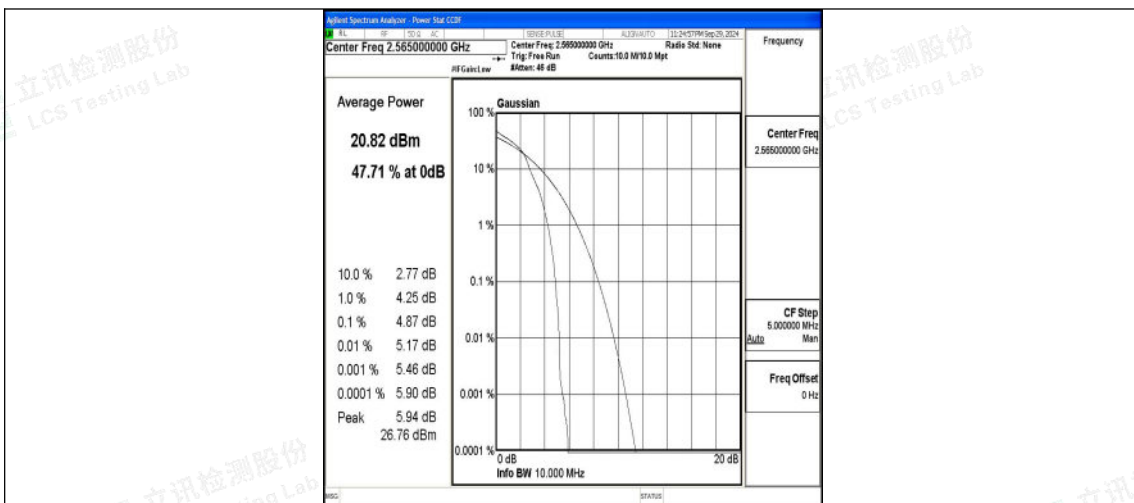 Agilent Spectrum Analyzer - Power Stat CCDF
RL RF 50 Ω AC SENSE:PULSE ALIGNAUTO 11:24:57PM Sep 29, 2024
Center Freq 2.565000000 GHz
Center Freq: 2.565000000 GHz Radio Std: None
Trig: Free Run Counts:10.0 M/10.0 Mpt
#IFGain:Low #Atten: 46 dB
Frequency
Average Power
20.82 dBm
47.71 % at 0dB
10.0 % 2.77 dB
1.0 % 4.25 dB
0.1 % 4.87 dB
0.01 % 5.17 dB
0.001 % 5.46 dB
0.0001 % 5.90 dB
Peak 5.94 dB
26.76 dBm
Gaussian
100 %
10 %
1 %
0.1 %
0.01 %
0.001 %
0.0001 %
0 dB 20 dB
Info BW 10.000 MHz
Center Freq
2.565000000 GHz
CF Step
5.000000 MHz
Auto Man
Freq Offset
0 Hz
MSG STATUS
立讯检测股份
LCS Testing Lab
立讯检测股份
LCS Testing Lab
立讯检测股份